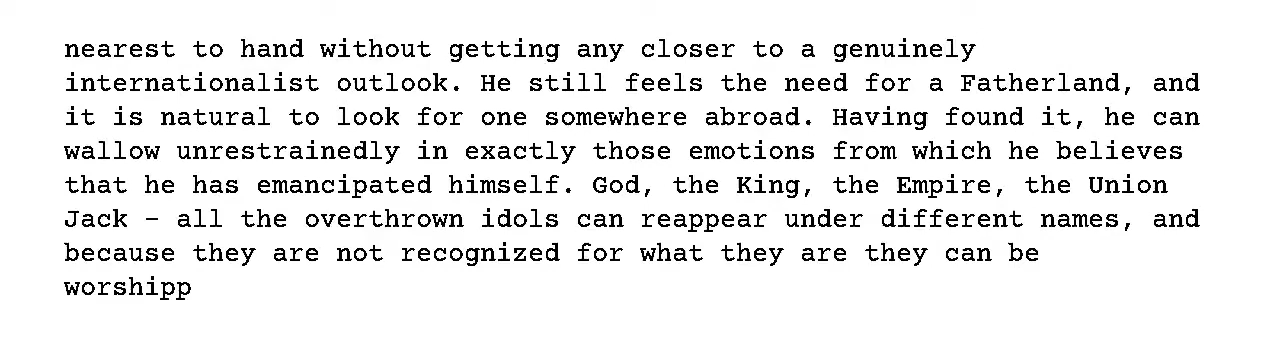 nearest to hand without getting any closer to a genuinely
internationalist outlook. He still feels the need for a Fatherland, and
it is natural to look for one somewhere abroad. Having found it, he can
wallow unrestrainedly in exactly those emotions from which he believes
that he has emancipated himself. God, the King, the Empire, the Union
Jack – all the overthrown idols can reappear under different names, and
because they are not recognized for what they are they can be
worshipp